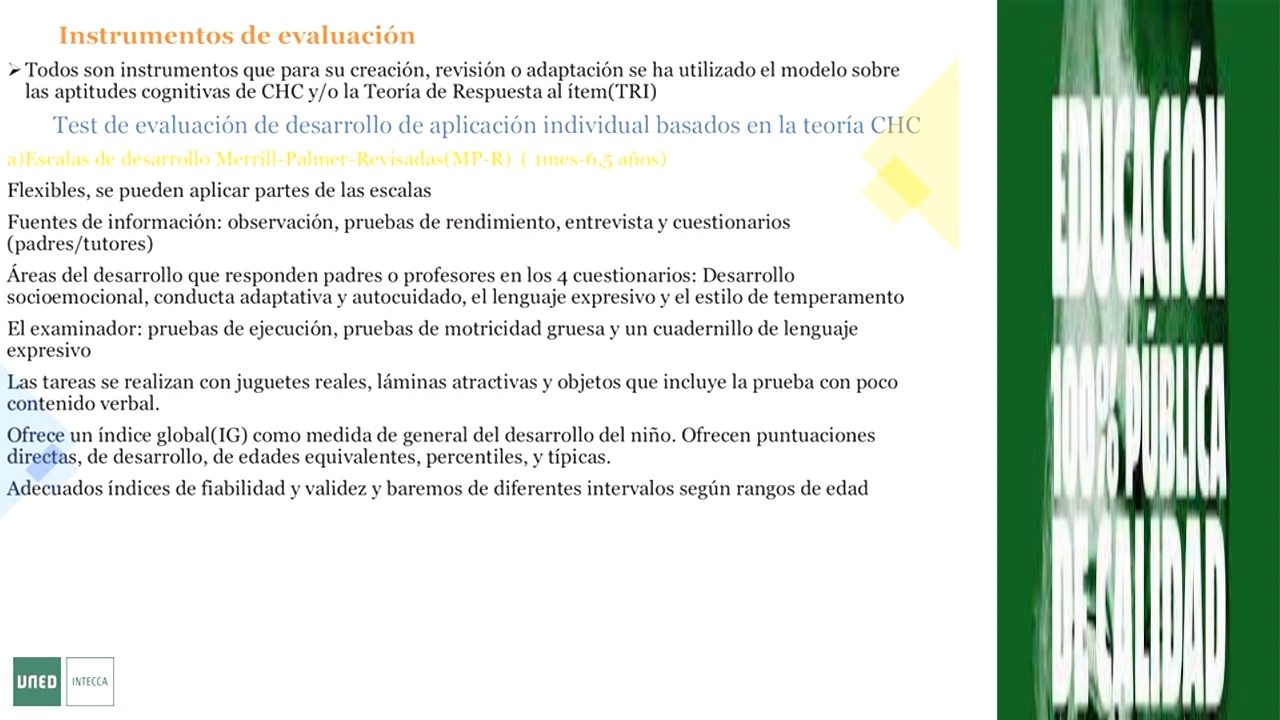 Instrumentos de evaluación
➢ Todos son instrumentos que para su creación, revisión o adaptación se ha utilizado el modelo sobre
las aptitudes cognitivas de CHC y/o la Teoría de Respuesta al ítem(TRI)
Test de evaluación de desarrollo de aplicación individual basados en la teoría CHC
a)Escalas de desarrollo Merrill-Palmer-Revisadas(MP-R) ( 1mes-6,5 años)
Flexibles, se pueden aplicar partes de las escalas
Fuentes de información: observación, pruebas de rendimiento, entrevista y cuestionarios
(padres/tutores)
Áreas del desarrollo que responden padres o profesores en los 4 cuestionarios: Desarrollo
socioemocional, conducta adaptativa y autocuidado, el lenguaje expresivo y el estilo de temperamento
El examinador: pruebas de ejecución, pruebas de motricidad gruesa y un cuadernillo de lenguaje
expresivo
Las tareas se realizan con juguetes reales, láminas atractivas y objetos que incluye la prueba con poco
contenido verbal.
Ofrece un índice global(IG) como medida de general del desarrollo del niño. Ofrecen puntuaciones
directas, de desarrollo, de edades equivalentes, percentiles, y típicas.
Adecuados índices de fiabilidad y validez y baremos de diferentes intervalos según rangos de edad
UNED INTECCA
EDUCACIÓN
100% PÚBLICA
DE CALIDAD